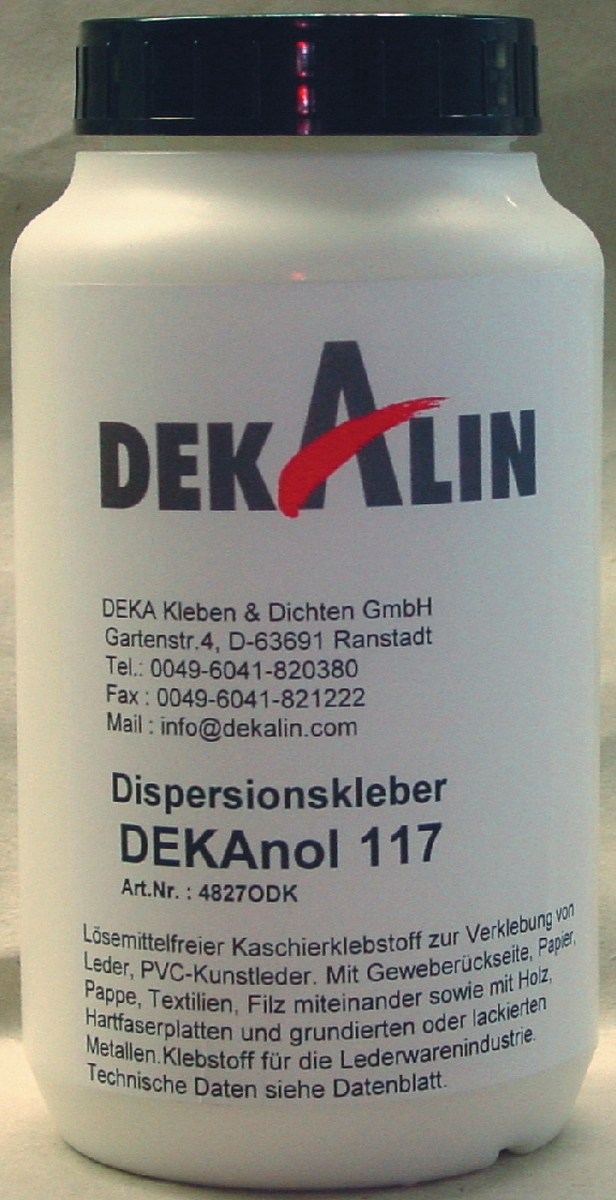 DEKALIN
DEKA Kleben & Dichten GmbH
Gartenstr.4, D-63691 Ranstadt
Tel.: 0049-6041-820380
Fax : 0049-6041-821222
Mail : info@dekalin.com
Dispersionskleber
DEKAnol 117
Art.Nr. : 4827ODK
Lösemittelfreier Kaschierklebstoff zur Verklebung von
Leder, PVC-Kunstleder. Mit Geweberückseite, Papier,
Pappe, Textilien, Filz miteinander sowie mit Holz,
Hartfaserplatten und grundierten oder lackierten
Metallen.Klebstoff für die Lederwarenindustrie.
Technische Daten siehe Datenblatt.